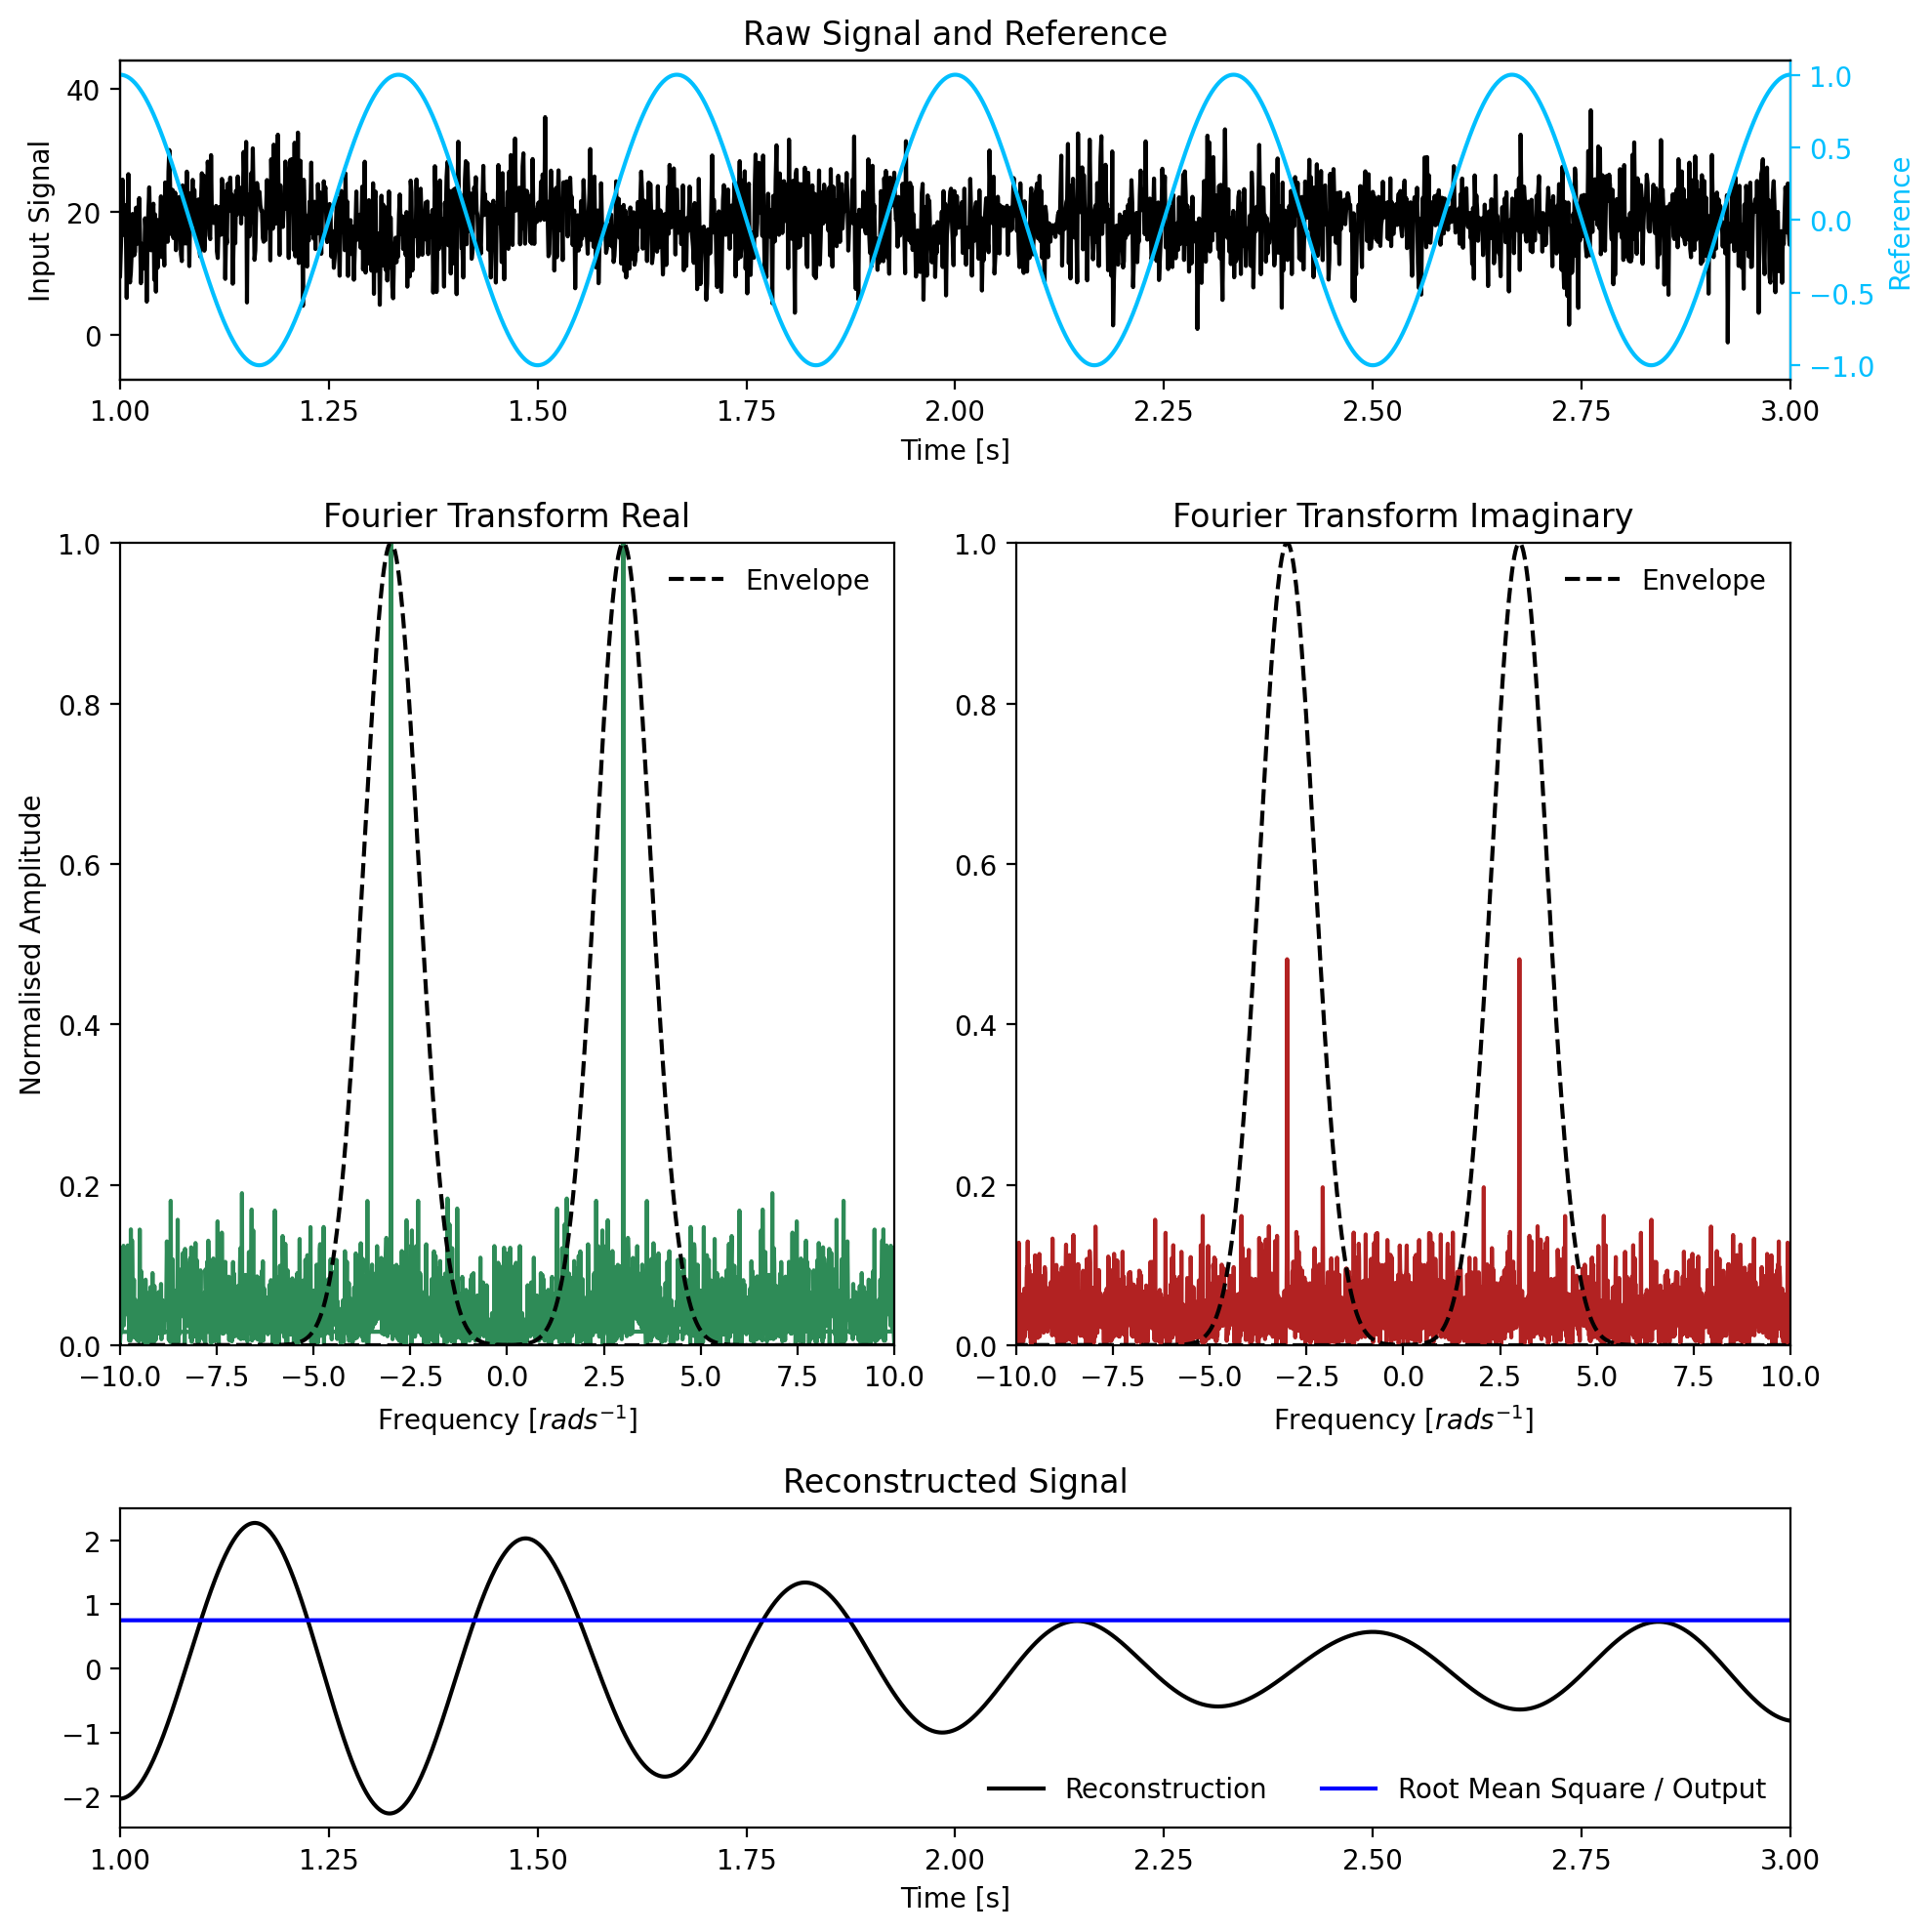 Raw Signal and Reference
40
20
0
Input Signal
1.0
0.5
0.0
−0.5
−1.0
Reference
1.00 1.25 1.50 1.75 2.00 2.25 2.50 2.75 3.00
Time [s]
Fourier Transform Real
Envelope
1.0
0.8
0.6
0.4
0.2
0.0
Normalised Amplitude
−10.0 −7.5 −5.0 −2.5 0.0 2.5 5.0 7.5 10.0
Frequency [rads⁻¹]
Fourier Transform Imaginary
Envelope
1.0
0.8
0.6
0.4
0.2
0.0
−10.0 −7.5 −5.0 −2.5 0.0 2.5 5.0 7.5 10.0
Frequency [rads⁻¹]
Reconstructed Signal
2
1
0
−1
−2
Reconstruction Root Mean Square / Output
1.00 1.25 1.50 1.75 2.00 2.25 2.50 2.75 3.00
Time [s]